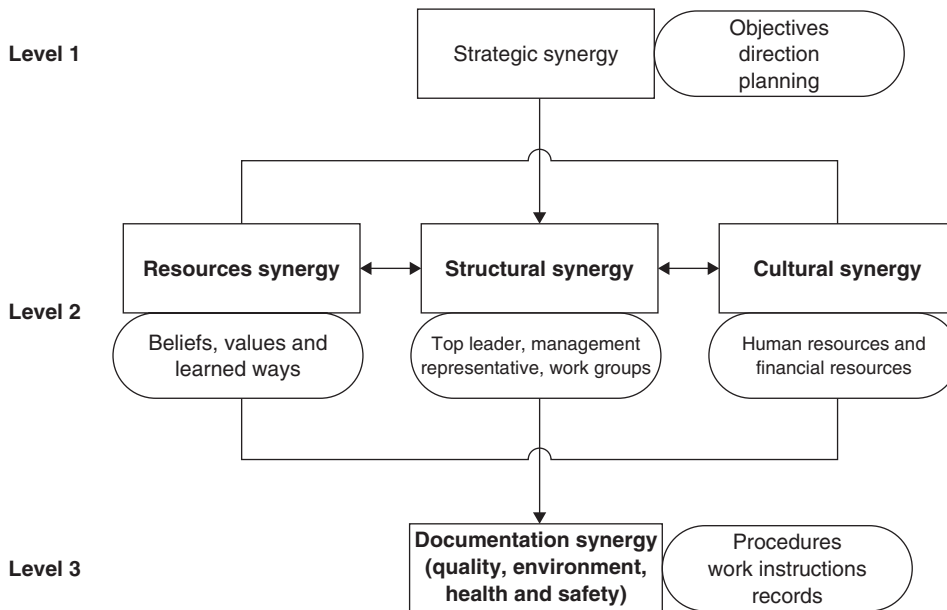 Level 1
Strategic synergy
Objectives
direction
planning
Level 2
Resources synergy
Structural synergy
Cultural synergy
Beliefs, values and
learned ways
Top leader, management
representative, work groups
Human resources and
financial resources
Level 3
Documentation synergy
(quality, environment,
health and safety)
Procedures
work instructions
records